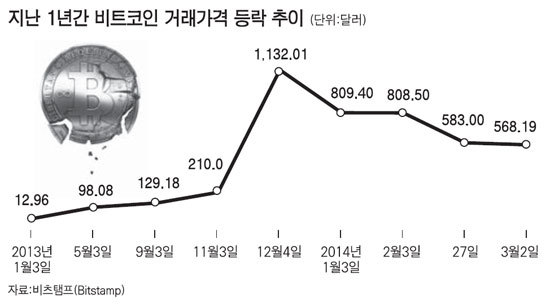 지난 1년간 비트코인 거래가격 등락 추이 (단위:달러)
1,132.01
809.40
808.50
583.00
568.19
210.0
129.18
98.08
12.96
2013년
1월3일
5월3일
9월3일
11월3일
12월4일
2014년
1월3일
2월3일
27일
3월2일
자료:비츠탬프(Bitstamp)